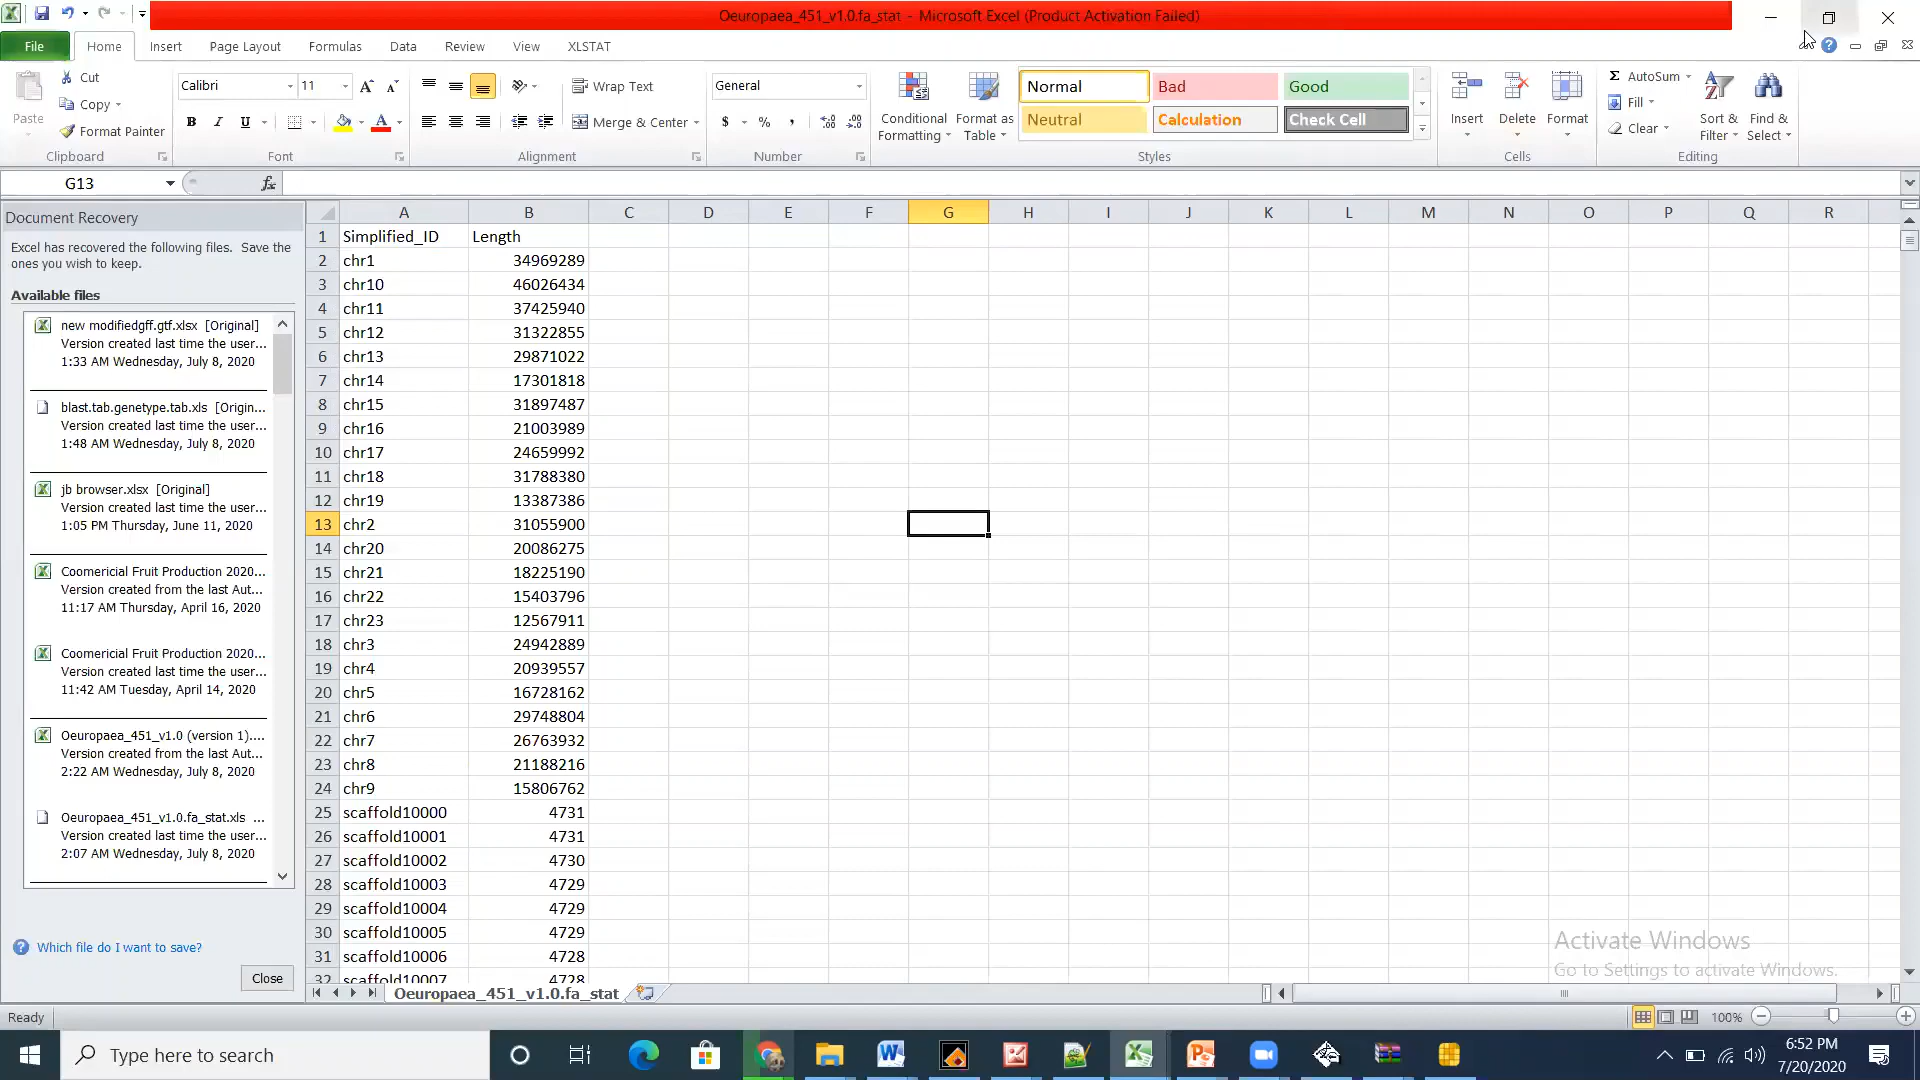 Oeuropaea_451_v1.0.fa_stat - Microsoft Excel (Product Activation Failed)
File Home Insert Page Layout Formulas Data Review View XLSTAT
Paste
Cut
Copy
Format Painter
Clipboard
Calibri 11
B I U
Font
Wrap Text
Merge & Center
Alignment
General
$ % ,
Number
Conditional Formatting
Format as Table
Normal Bad Good
Neutral Calculation Check Cell
Styles
Insert Delete Format
Cells
Σ AutoSum
Fill
Clear
Sort & Filter
Find & Select
Editing
G13 fx
Document Recovery
Excel has recovered the following files. Save the
ones you wish to keep.
Available files
new modifiedgff.gtf.xlsx [Original]
Version created last time the user...
1:33 AM Wednesday, July 8, 2020
blast.tab.genetype.tab.xls [Origin...
Version created last time the user...
1:48 AM Wednesday, July 8, 2020
jb browser.xlsx [Original]
Version created last time the user...
1:05 PM Thursday, June 11, 2020
Coomericial Fruit Production 2020...
Version created from the last Aut...
11:17 AM Thursday, April 16, 2020
Coomericial Fruit Production 2020...
Version created from the last Aut...
11:42 AM Tuesday, April 14, 2020
Oeuropaea_451_v1.0 (version 1)....
Version created from the last Aut...
2:22 AM Wednesday, July 8, 2020
Oeuropaea_451_v1.0.fa_stat.xls ...
Version created last time the user...
2:07 AM Wednesday, July 8, 2020
Which file do I want to save?
Close
A B C D E F G H I J K L M N O P Q R
1 Simplified_ID Length
2 chr1 34969289
3 chr10 46026434
4 chr11 37425940
5 chr12 31322855
6 chr13 29871022
7 chr14 17301818
8 chr15 31897487
9 chr16 21003989
10 chr17 24659992
11 chr18 31788380
12 chr19 13387386
13 chr2 31055900
14 chr20 20086275
15 chr21 18225190
16 chr22 15403796
17 chr23 12567911
18 chr3 24942889
19 chr4 20939557
20 chr5 16728162
21 chr6 29748804
22 chr7 26763932
23 chr8 21188216
24 chr9 15806762
25 scaffold10000 4731
26 scaffold10001 4731
27 scaffold10002 4730
28 scaffold10003 4729
29 scaffold10004 4729
30 scaffold10005 4729
31 scaffold10006 4728
32 scaffold10007 4728
Activate Windows
Go to Settings to activate Windows.
Oeuropaea_451_v1.0.fa_stat
Ready 100%
Type here to search
6:52 PM
7/20/2020